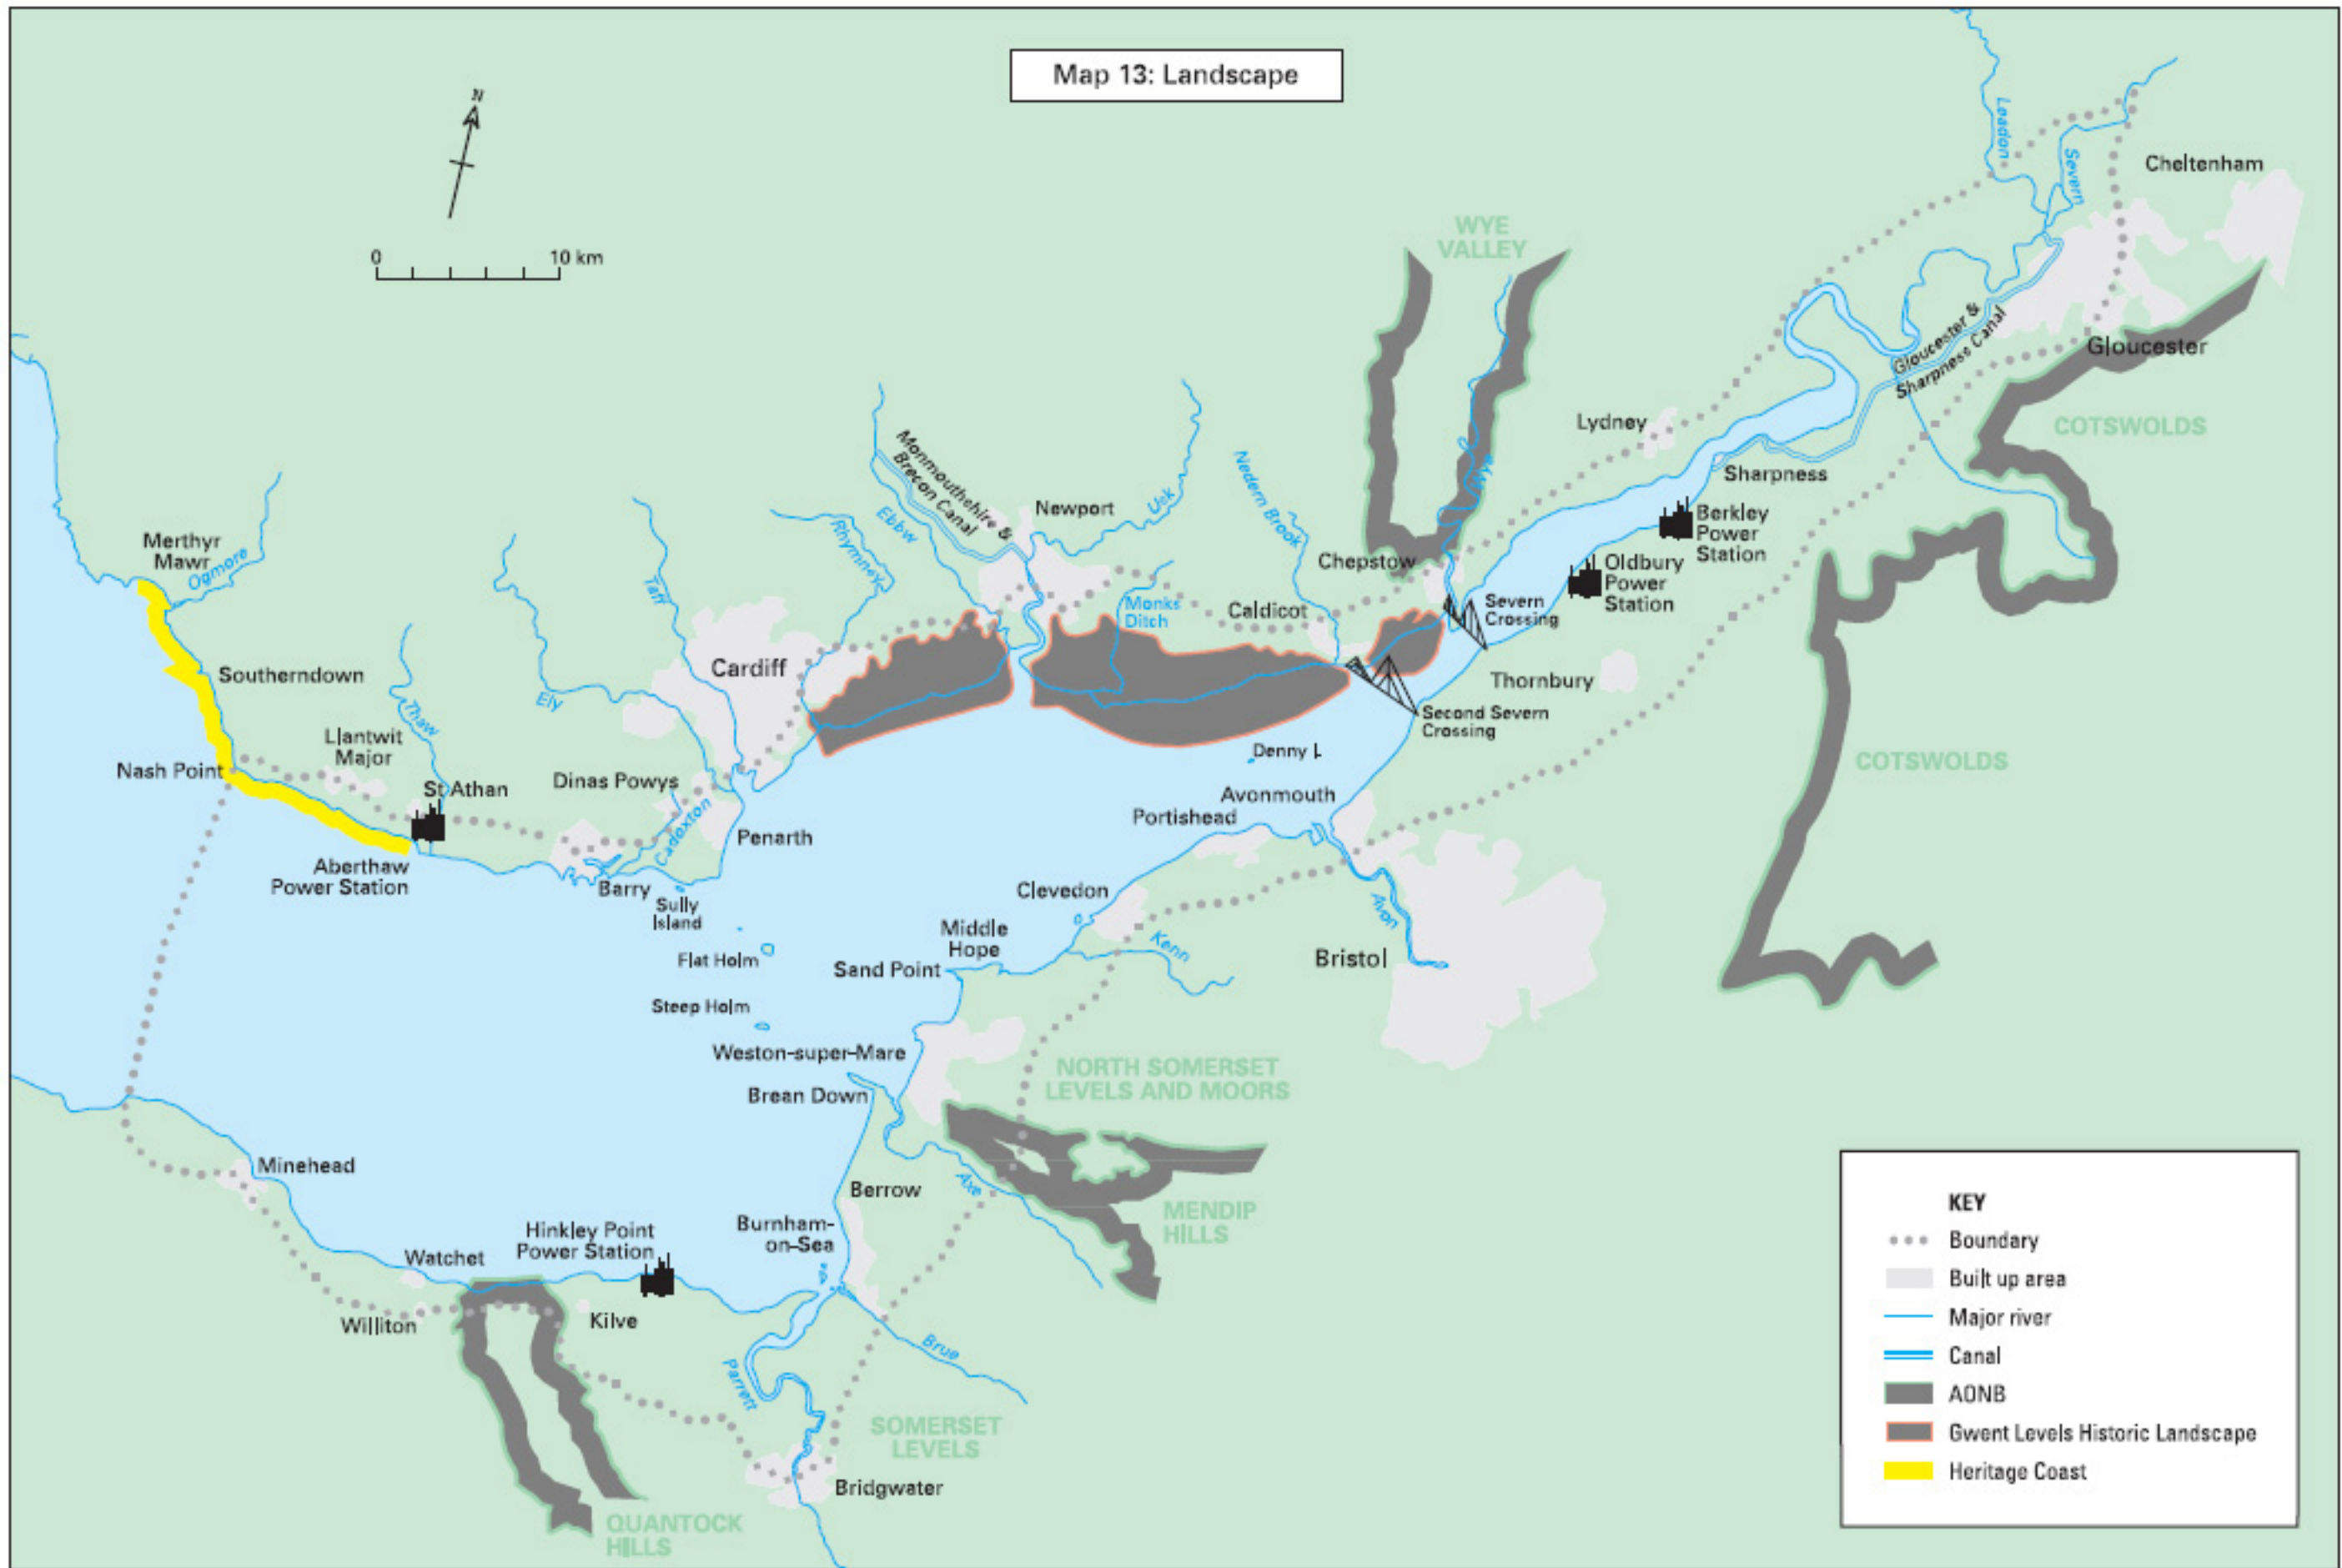 Map 13: Landscape
N
0
10 km
Leadon
Severn
Cheltenham
WYE
VALLEY
Gloucester &
Sharpness Canal
Gloucester
COTSWOLDS
Lydney
Sharpness
Wye
Nedern Brook
Usk
Monmouthshire &
Brecon Canal
Newport
Ebbw
Rhymney
Taff
Berkley
Power
Station
Oldbury
Power
Station
Merthyr
Mawr
Ogmore
Chepstow
Severn
Crossing
Monks
Ditch
Caldicot
Cardiff
Southerndown
Thaw
Ely
Thornbury
Second Severn
Crossing
Llantwit
Major
Nash Point
St Athan
Dinas Powys
Denny I.
COTSWOLDS
Avonmouth
Portishead
Cadoxton
Penarth
Aberthaw
Power Station
Barry
Sully
Island
Clevedon
Avon
Middle
Hope
Kenn
Flat Holm
Sand Point
Bristol
Steep Holm
Weston-super-Mare
NORTH SOMERSET
LEVELS AND MOORS
Brean Down
Minehead
Axe
Berrow
MENDIP
HILLS
Burnham-
on-Sea
Hinkley Point
Power Station
Watchet
Williton
Kilve
Brue
Parrett
SOMERSET
LEVELS
Bridgwater
QUANTOCK
HILLS
KEY
Boundary
Built up area
Major river
Canal
AONB
Gwent Levels Historic Landscape
Heritage Coast